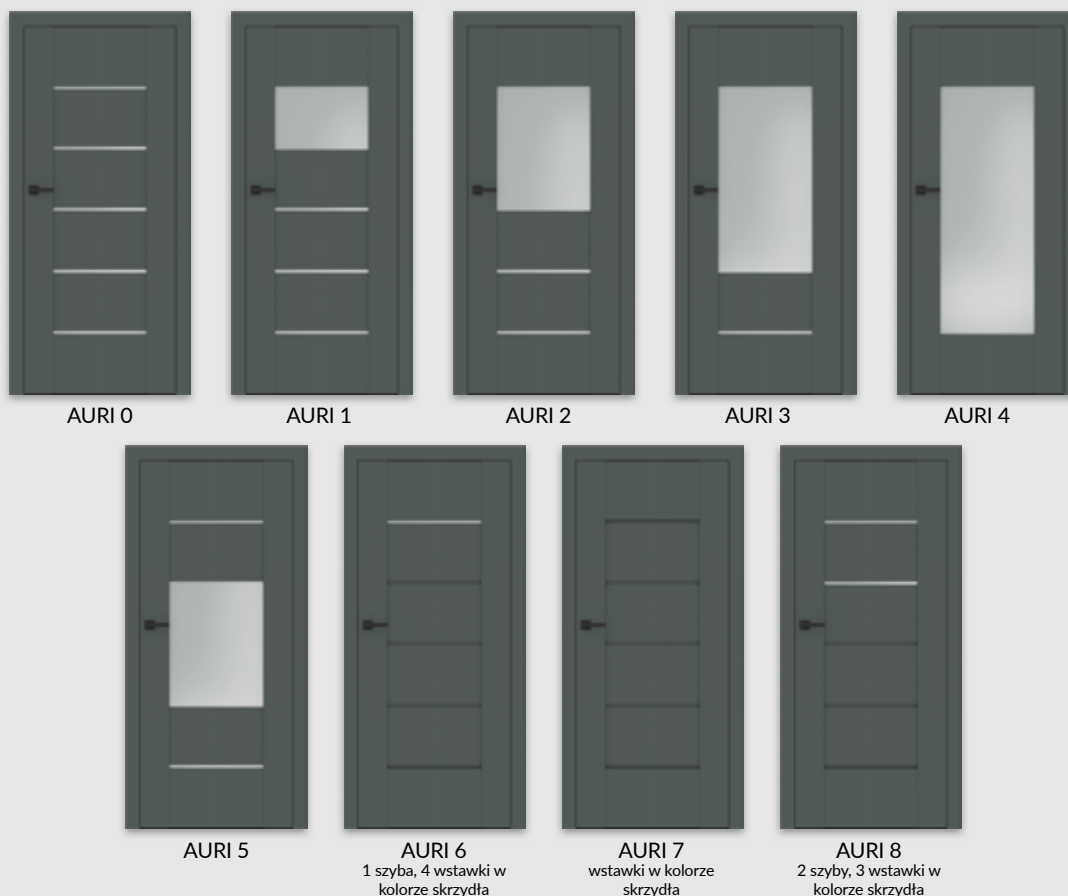 AURI 0
AURI 1
AURI 2
AURI 3
AURI 4
AURI 5
AURI 6
1 szyba, 4 wstawki w
kolorze skrzydła
AURI 7
wstawki w kolorze
skrzydła
AURI 8
2 szyby, 3 wstawki w
kolorze skrzydła